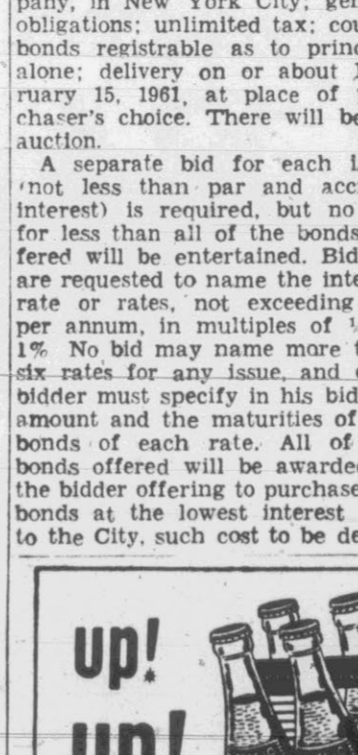 pany, in New York City; gen
obligations; unlimited tax; cou
bonds registrable as to princ
alone; delivery on or about
ruary 15, 1961, at place of
chaser's choice. There will be
auction.
A separate bid for each i
(not less than par and acc
interest) is required, but no
for less than all of the bonds
fered will be entertained. Bid
are requested to name the inte
rate or rates, not exceeding
per annum, in multiples of
1% No bid may name more
six rates for any issue, and
bidder must specify in his bid
amount and the maturities of
bonds of each rate. All of
bonds offered will be awarded
the bidder offering to purchase
bonds at the lowest interest
to the City, such cost to be de
up!
up!